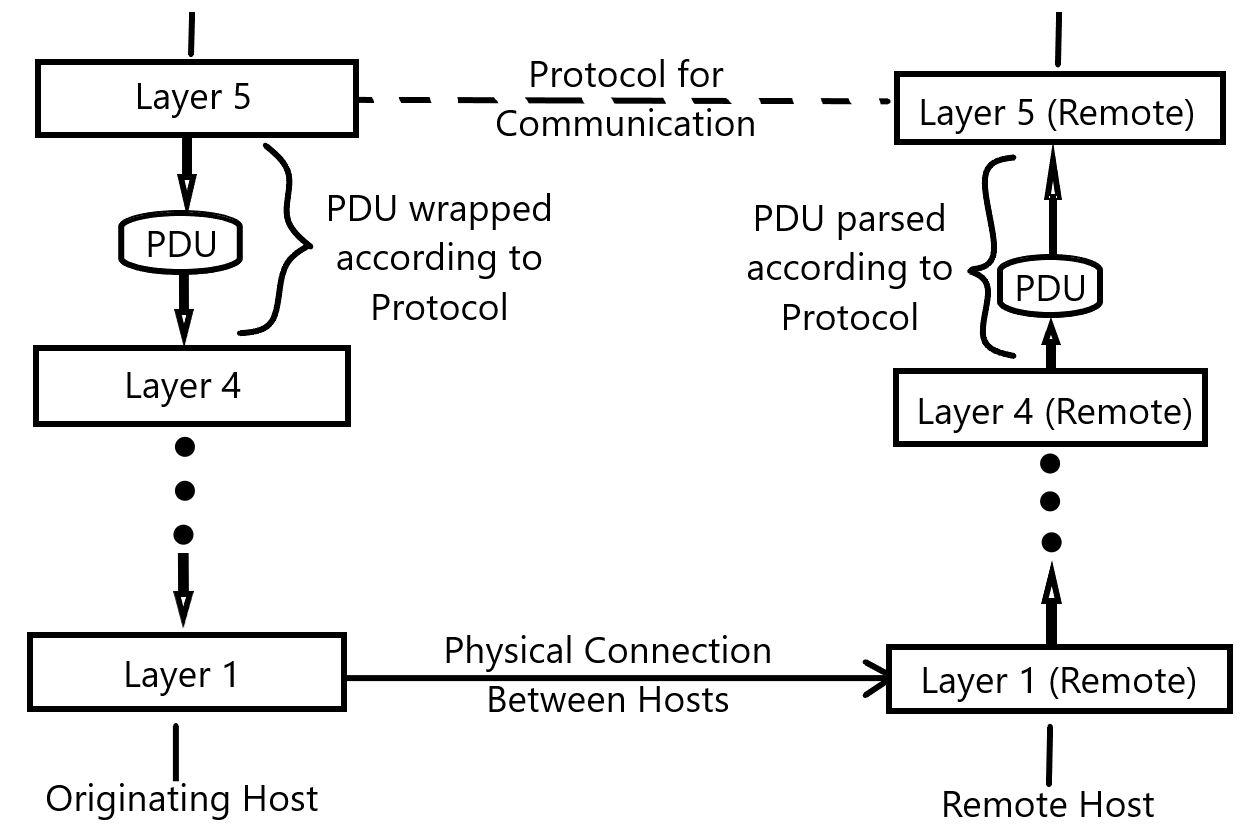 Layer 5
Protocol for
Communication
Layer 5 (Remote)
PDU
PDU wrapped
according to
Protocol
PDU parsed
according to
Protocol
PDU
Layer 4
Layer 4 (Remote)
Layer 1
Physical Connection
Between Hosts
Layer 1 (Remote)
Originating Host
Remote Host